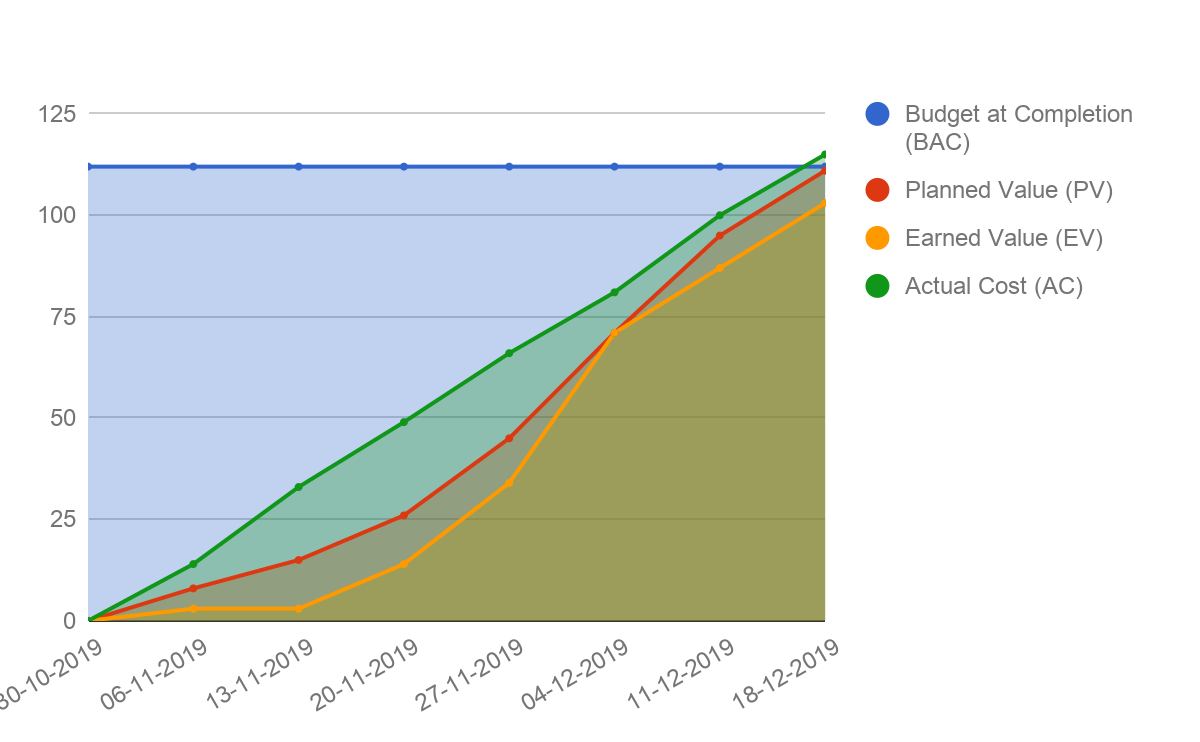 125
100
75
50
25
0
30-10-2019
06-11-2019
13-11-2019
20-11-2019
27-11-2019
04-12-2019
11-12-2019
18-12-2019
Budget at Completion
(BAC)
Planned Value (PV)
Earned Value (EV)
Actual Cost (AC)